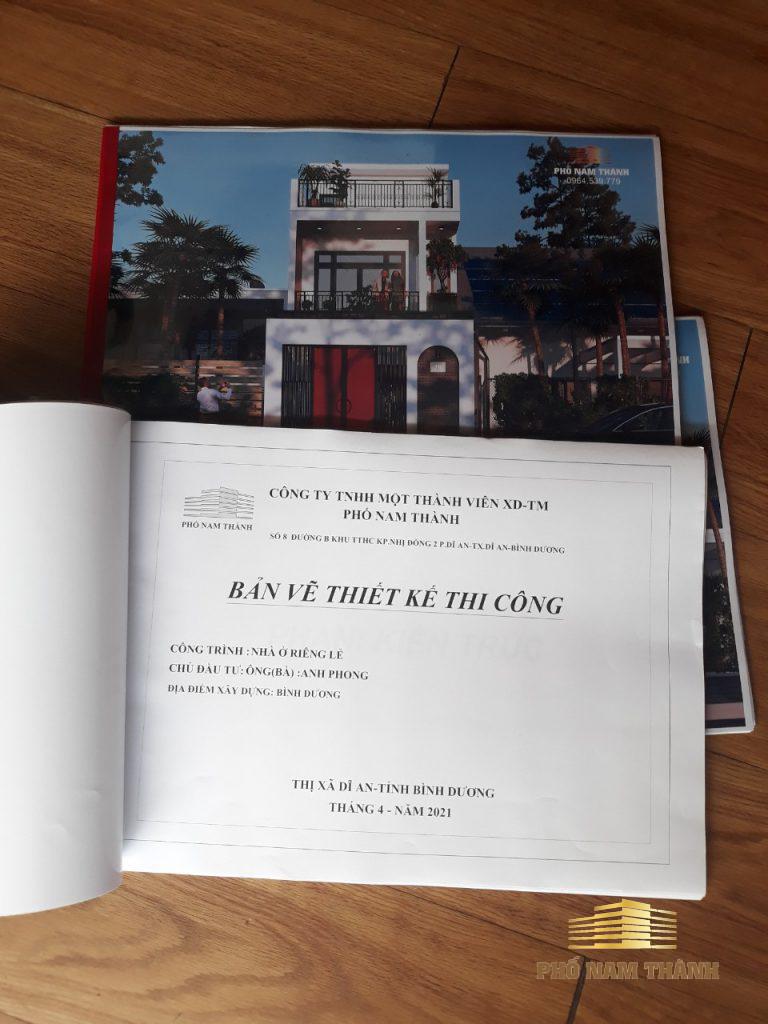 PHỐ NAM THÀNH
0964.539.779
PHỐ NAM THÀNH
CÔNG TY TNHH MỘT THÀNH VIÊN XD-TM
PHỐ NAM THÀNH
SỐ 8 ĐƯỜNG B KHU TTHC KP.NHỊ ĐỒNG 2 P.DĨ AN-TX.DĨ AN-BÌNH DƯƠNG
BẢN VẼ THIẾT KẾ THI CÔNG
PHẦN KIẾN TRÚC
CÔNG TRÌNH :NHÀ Ở RIÊNG LẺ
CHỦ ĐẦU TƯ: ÔNG(BÀ) :ANH PHONG
ĐỊA ĐIỂM XÂY DỰNG: BÌNH DƯƠNG
THỊ XÃ DĨ AN-TỈNH BÌNH DƯƠNG
THÁNG 4 - NĂM 2021
PHỐ NAM THÀNH